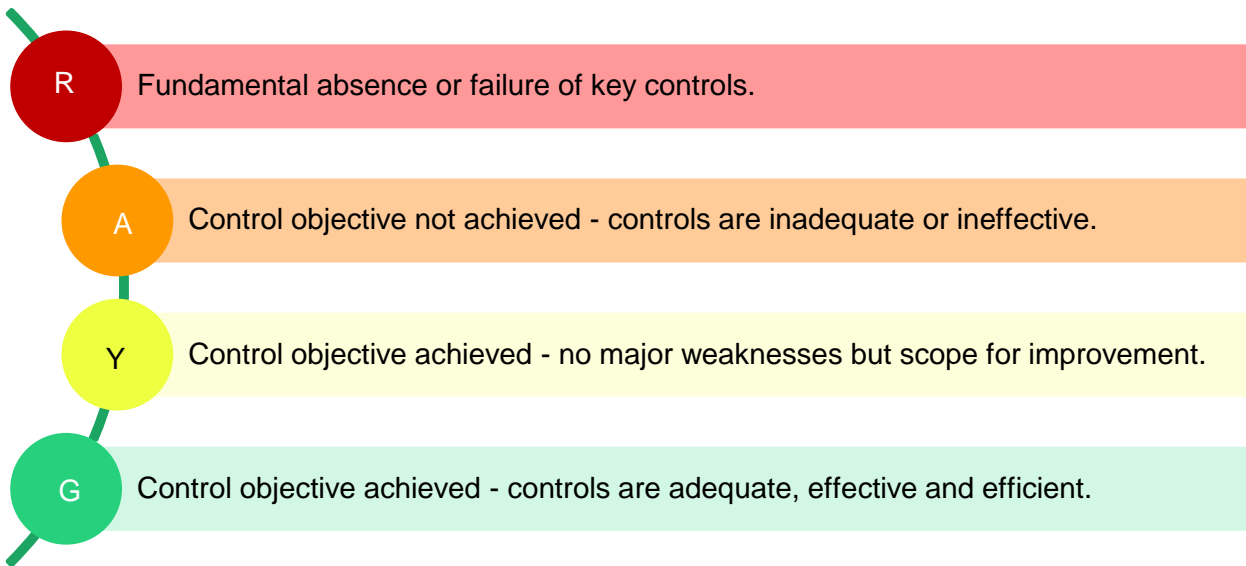 R
Fundamental absence or failure of key controls.
A
Control objective not achieved - controls are inadequate or ineffective.
Y
Control objective achieved - no major weaknesses but scope for improvement.
G
Control objective achieved - controls are adequate, effective and efficient.